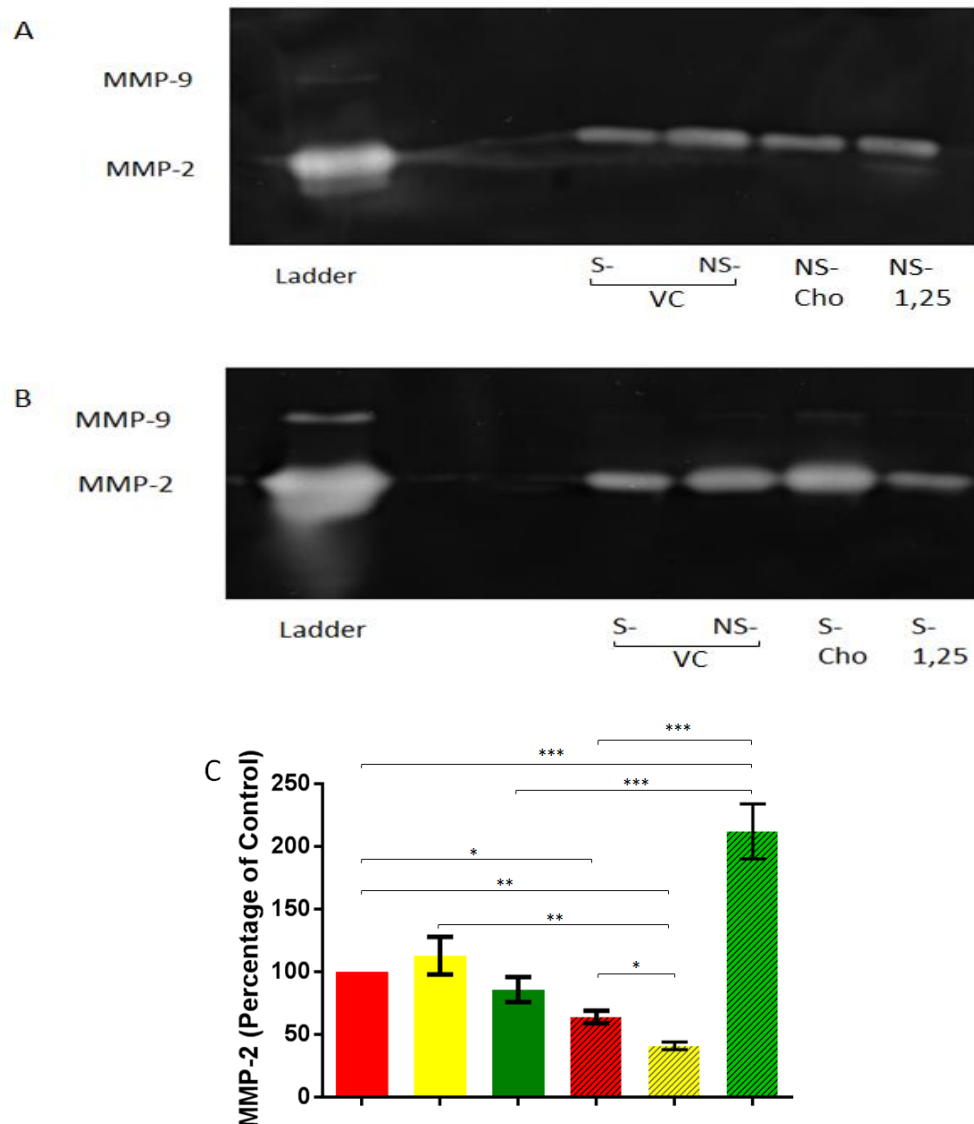 A
MMP-9
MMP-2
Ladder
S- NS-
VC
NS-
Cho
NS-
1,25
B
MMP-9
MMP-2
Ladder
S- NS-
VC
S-
Cho
S-
1,25
C
MMP-2 (Percentage of Control)
250
200
150
100
50
0
***
***
***
*
**
**
*